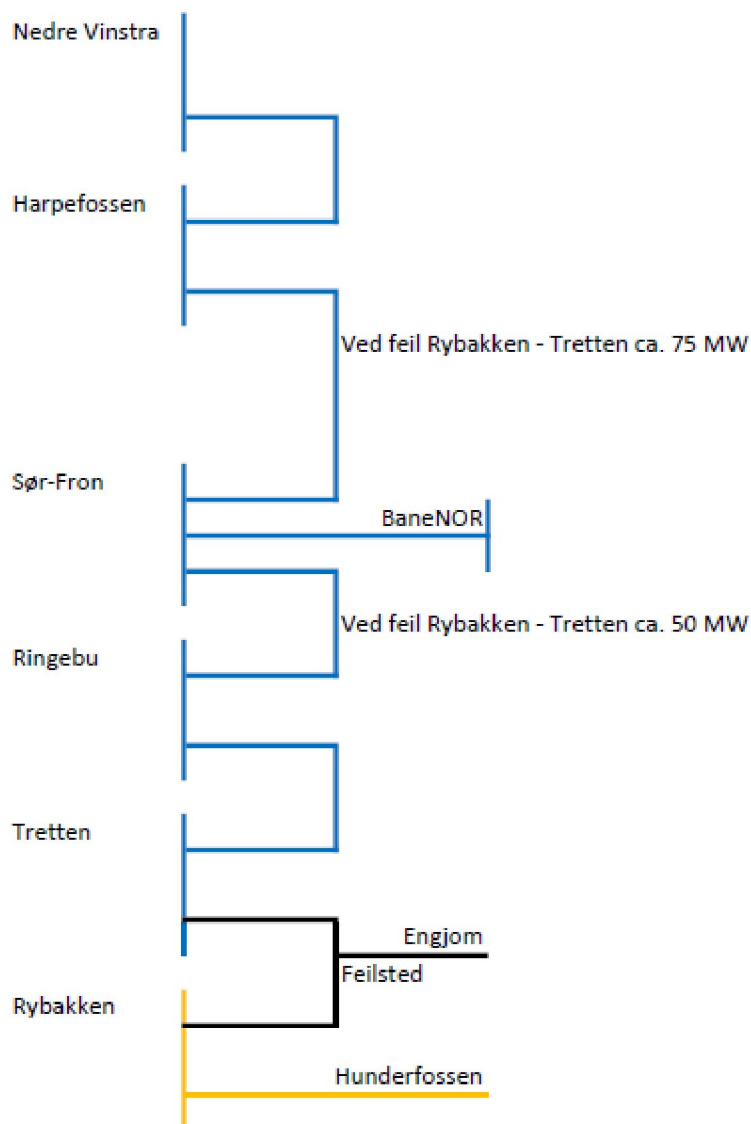 Nedre Vinstra
Harpefossen
Ved feil Rybakken - Tretten ca. 75 MW
Sør-Fron
BaneNOR
Ved feil Rybakken - Tretten ca. 50 MW
Ringebu
Tretten
Engjom
Feilsted
Rybakken
Hunderfossen